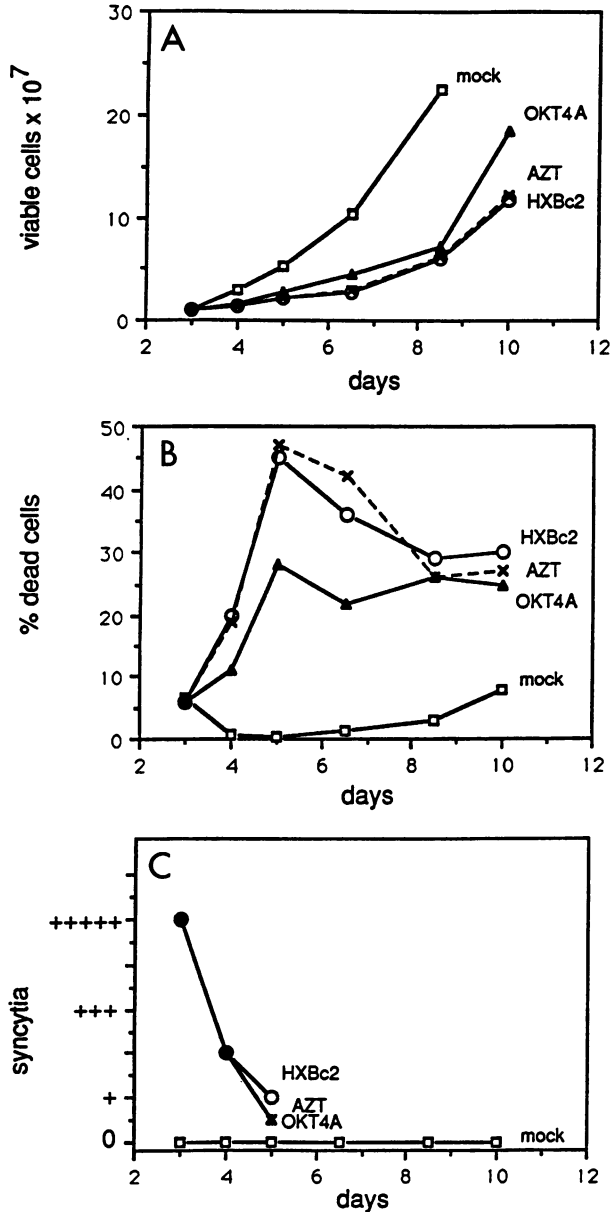 A
30
20
10
0
viable cells x 10⁷
mock
OKT4A
AZT
HXBc2
2 4 6 8 10 12
days
B
50
40
30
20
10
0
% dead cells
HXBc2
AZT
OKT4A
mock
2 4 6 8 10 12
days
C
+++++
+++
+
0
syncytia
HXBc2
AZT
OKT4A
mock
2 4 6 8 10 12
days